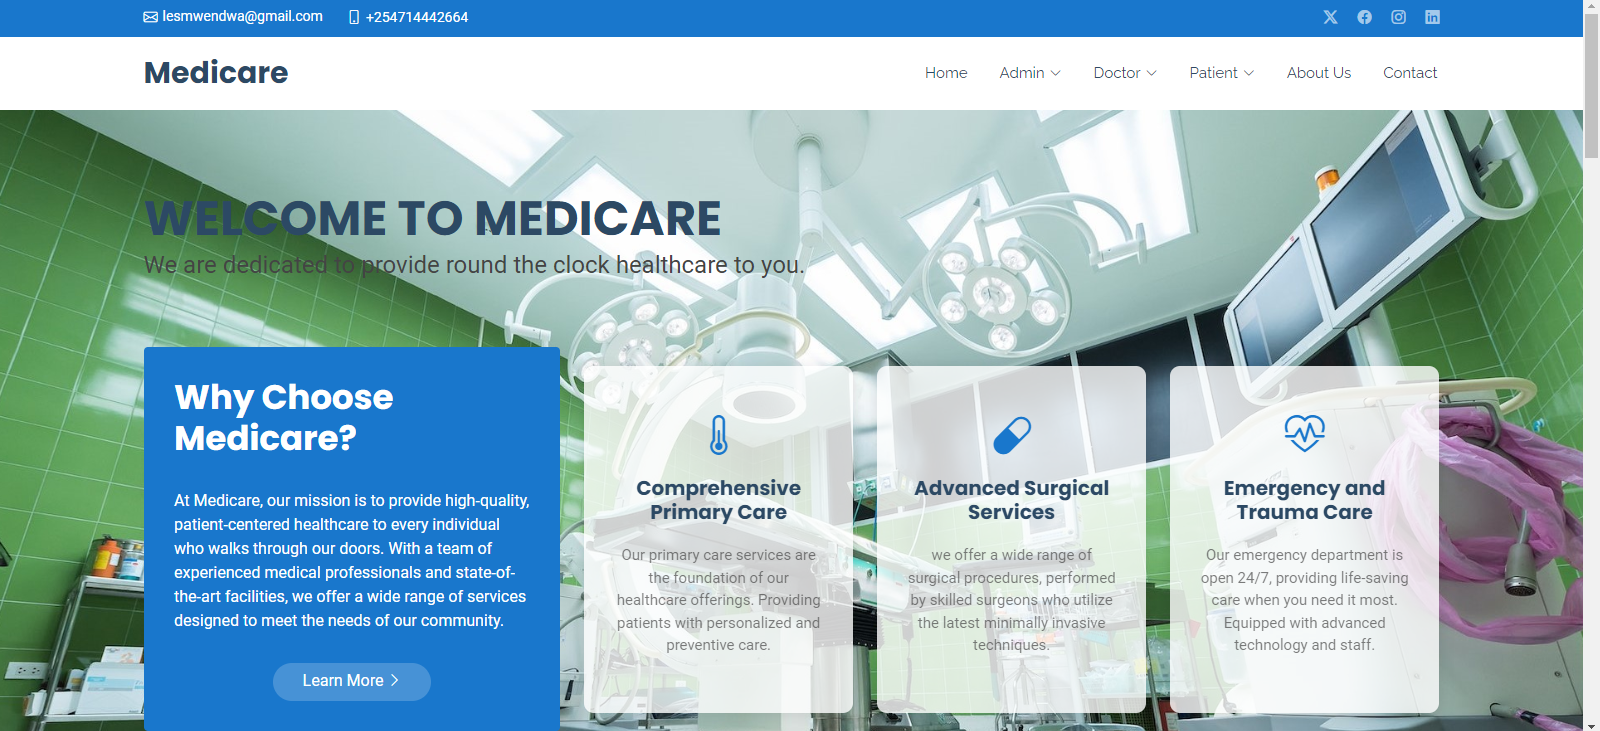 lesmwendwa@gmail.com +254714442664
Medicare
Home Admin Doctor Patient About Us Contact
WELCOME TO MEDICARE
We are dedicated to provide round the clock healthcare to you.
Why Choose
Medicare?
At Medicare, our mission is to provide high-quality,
patient-centered healthcare to every individual
who walks through our doors. With a team of
experienced medical professionals and state-of-
the-art facilities, we offer a wide range of services
designed to meet the needs of our community.
Learn More
Comprehensive
Primary Care
Our primary care services are
the foundation of our
healthcare offerings. Providing
patients with personalized and
preventive care.
Advanced Surgical
Services
we offer a wide range of
surgical procedures, performed
by skilled surgeons who utilize
the latest minimally invasive
techniques.
Emergency and
Trauma Care
Our emergency department is
open 24/7, providing life-saving
care when you need it most.
Equipped with advanced
technology and staff.